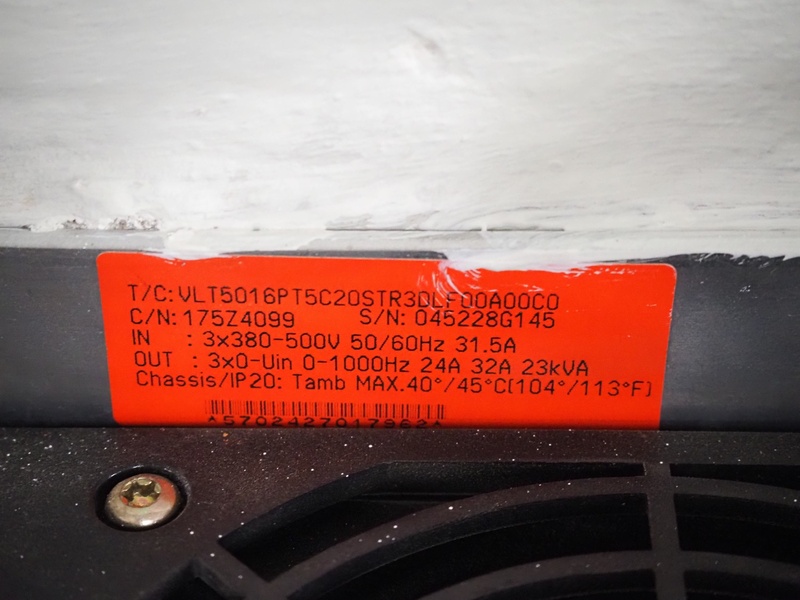 T/C:VLT5016PT5C20STR3DLF00A00C0
C/N:175Z4099 S/N: 045228G145
IN : 3x380-500V 50/60Hz 31.5A
OUT : 3x0-Uin 0-1000Hz 24A 32A 23kVA
Chassis/IP20: Tamb MAX.40°/45°C[104°/113°F]
*5702427017962*